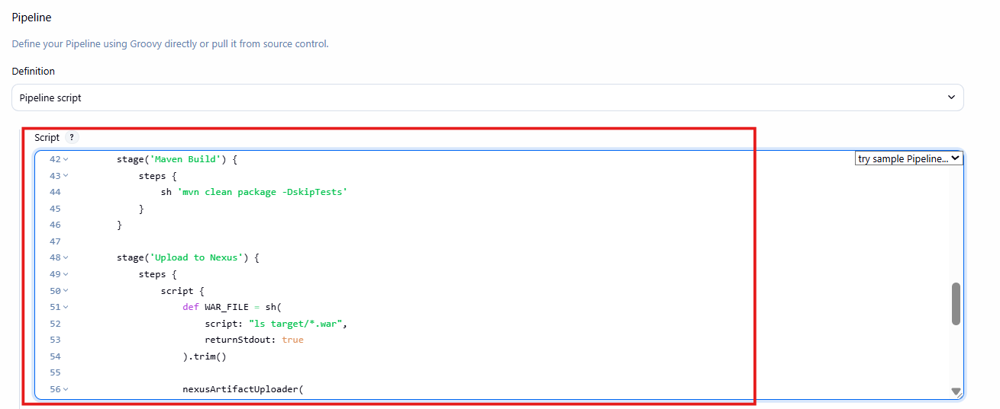 Pipeline
Define your Pipeline using Groovy directly or pull it from source control.
Definition
Pipeline script
Script ?
try sample Pipeline...
42 stage('Maven Build') {
43 steps {
44 sh 'mvn clean package -DskipTests'
45 }
46 }
47
48 stage('Upload to Nexus') {
49 steps {
50 script {
51 def WAR_FILE = sh(
52 script: "ls target/*.war",
53 returnStdout: true
54 ).trim()
55
56 nexusArtifactUploader(